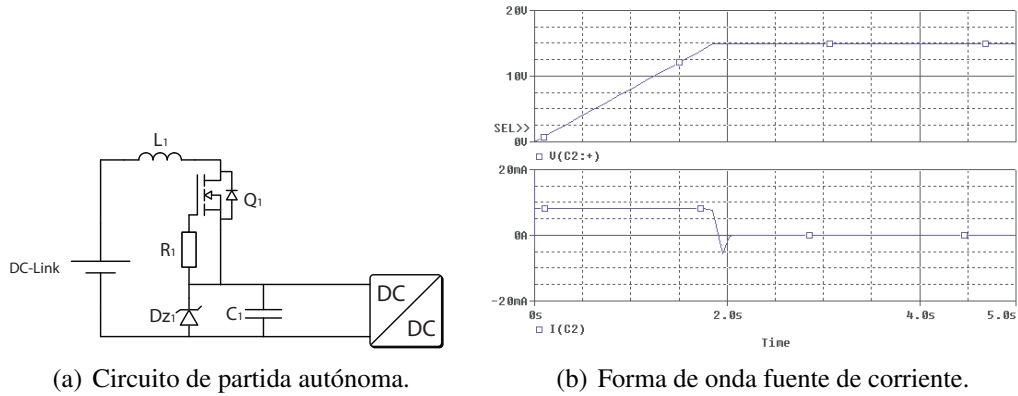 L1
Q1
R1
DC-Link
Dz1
C1
DC
DC
(a) Circuito de partida autónoma.
20V
10V
SEL>>
0V
V(C2:+)
20mA
0A
-20mA
0s
2.0s
4.0s
5.0s
I(C2)
Time
(b) Forma de onda fuente de corriente.